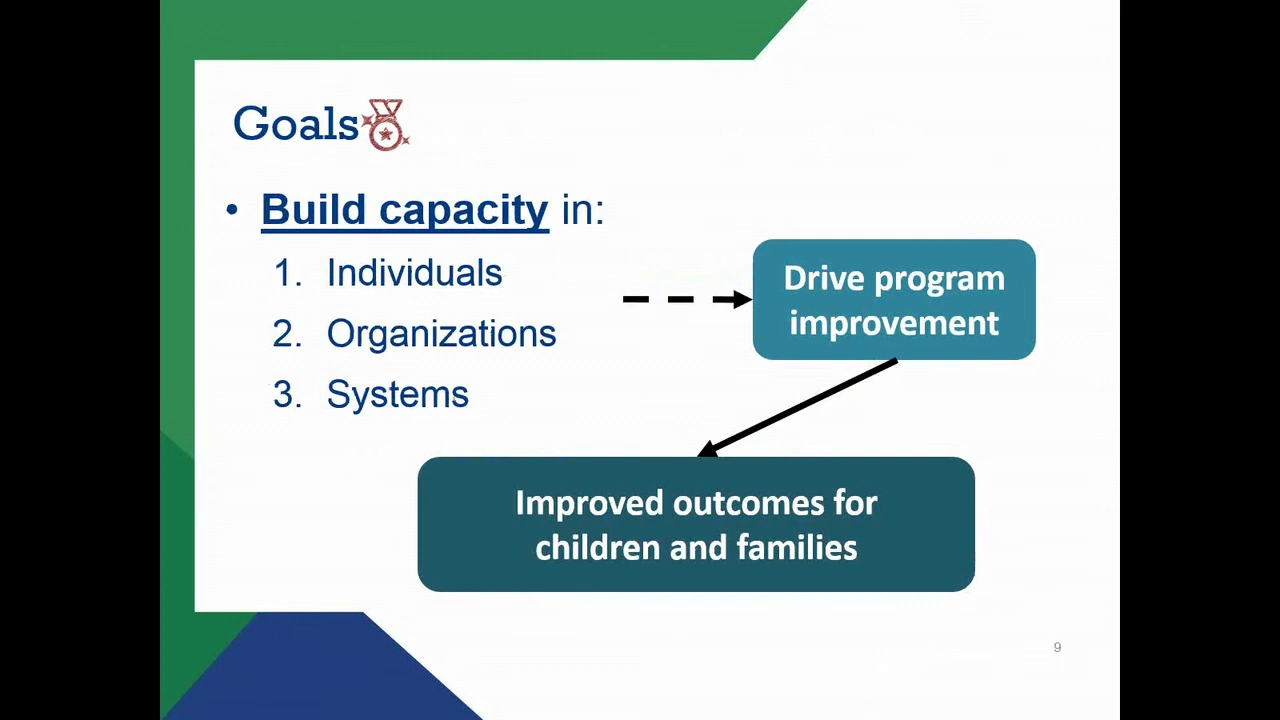 Goals
• Build capacity in:
1. Individuals
2. Organizations
3. Systems
Drive program
improvement
Improved outcomes for
children and families
9